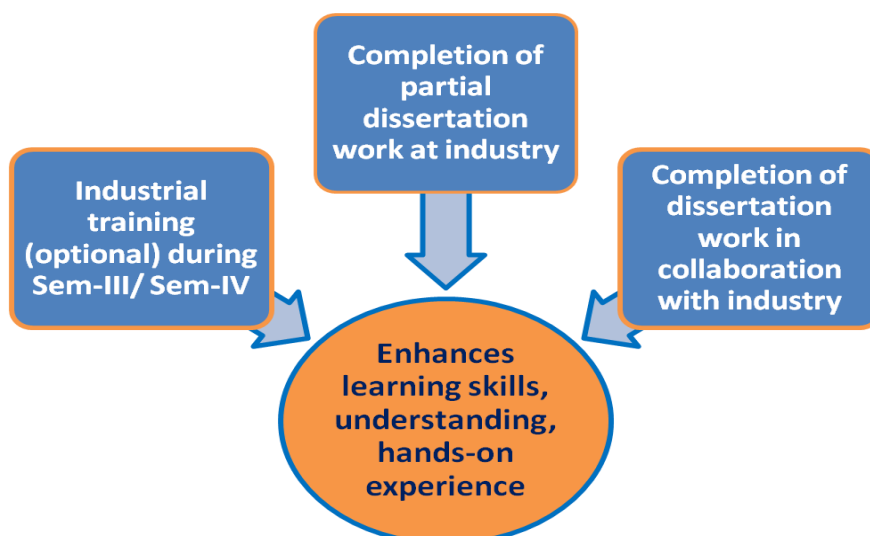 Completion of
partial
dissertation
work at industry
Industrial
training
(optional) during
Sem-III/ Sem-IV
Completion of
dissertation
work in
collaboration
with industry
Enhances
learning skills,
understanding,
hands-on
experience